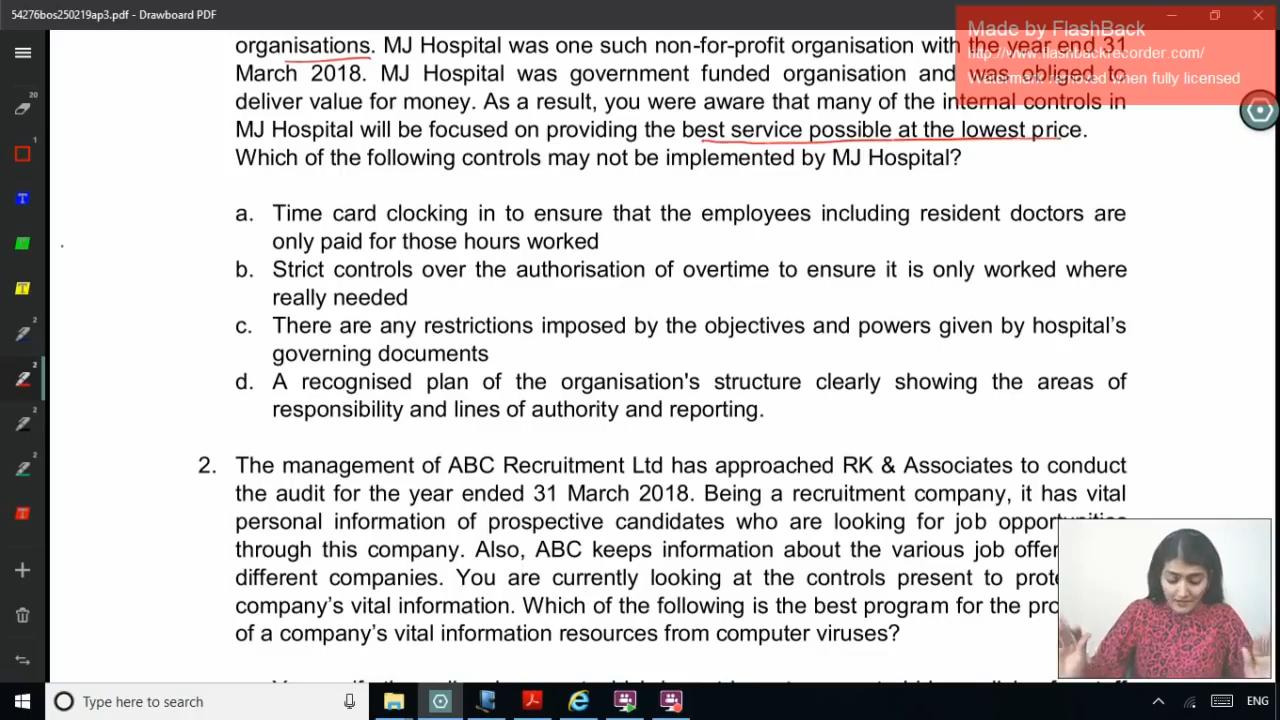 54276bos250219ap3.pdf - Drawboard PDF
Made by FlashBack
http://www.flashbackrecorder.com/
Watermark removed when fully licensed
organisations. MJ Hospital was one such non-for-profit organisation with the year end 31
March 2018. MJ Hospital was government funded organisation and was obliged to
deliver value for money. As a result, you were aware that many of the internal controls in
MJ Hospital will be focused on providing the best service possible at the lowest price.
Which of the following controls may not be implemented by MJ Hospital?
a. Time card clocking in to ensure that the employees including resident doctors are
only paid for those hours worked
b. Strict controls over the authorisation of overtime to ensure it is only worked where
really needed
c. There are any restrictions imposed by the objectives and powers given by hospital's
governing documents
d. A recognised plan of the organisation's structure clearly showing the areas of
responsibility and lines of authority and reporting.
2. The management of ABC Recruitment Ltd has approached RK & Associates to conduct
the audit for the year ended 31 March 2018. Being a recruitment company, it has vital
personal information of prospective candidates who are looking for job opportunities
through this company. Also, ABC keeps information about the various job
different companies. You are currently looking at the controls present to
company's vital information. Which of the following is the best program for the
of a company's vital information resources from computer viruses?
Type here to search
ENG